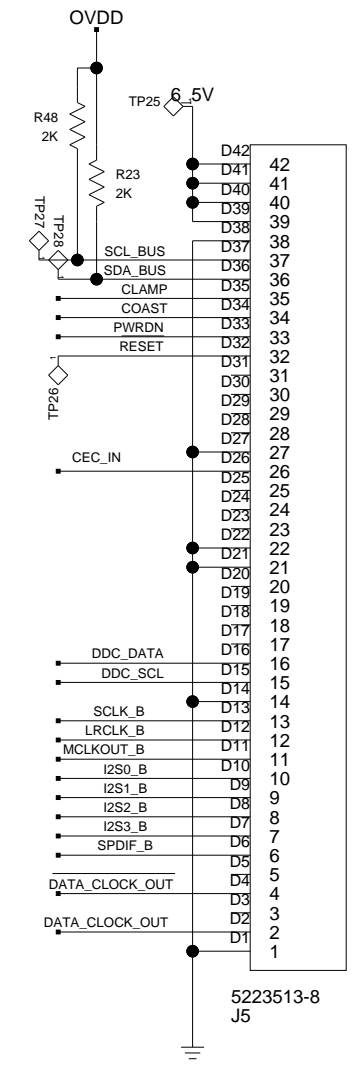 OVDD
6_5V
TP25
R48
2K
R23
2K
TP27
TP28
SCL_BUS
SDA_BUS
CLAMP
COAST
PWRDN
RESET
TP26
CEC_IN
DDC_DATA
DDC_SCL
SCLK_B
LRCLK_B
MCLKOUT_B
I2S0_B
I2S1_B
I2S2_B
I2S3_B
SPDIF_B
DATA_CLOCK_OUT
DATA_CLOCK_OUT
D42 42
D41 41
D40 40
D39 39
D38 38
D37 37
D36 36
D35 35
D34 34
D33 33
D32 32
D31 31
D30 30
D29 29
D28 28
D27 27
D26 26
D25 25
D24 24
D23 23
D22 22
D21 21
D20 20
D19 19
D18 18
D17 17
D16 16
D15 15
D14 14
D13 13
D12 12
D11 11
D10 10
D9 9
D8 8
D7 7
D6 6
D5 5
D4 4
D3 3
D2 2
D1 1
1
1
1
1
5223513-8
J5